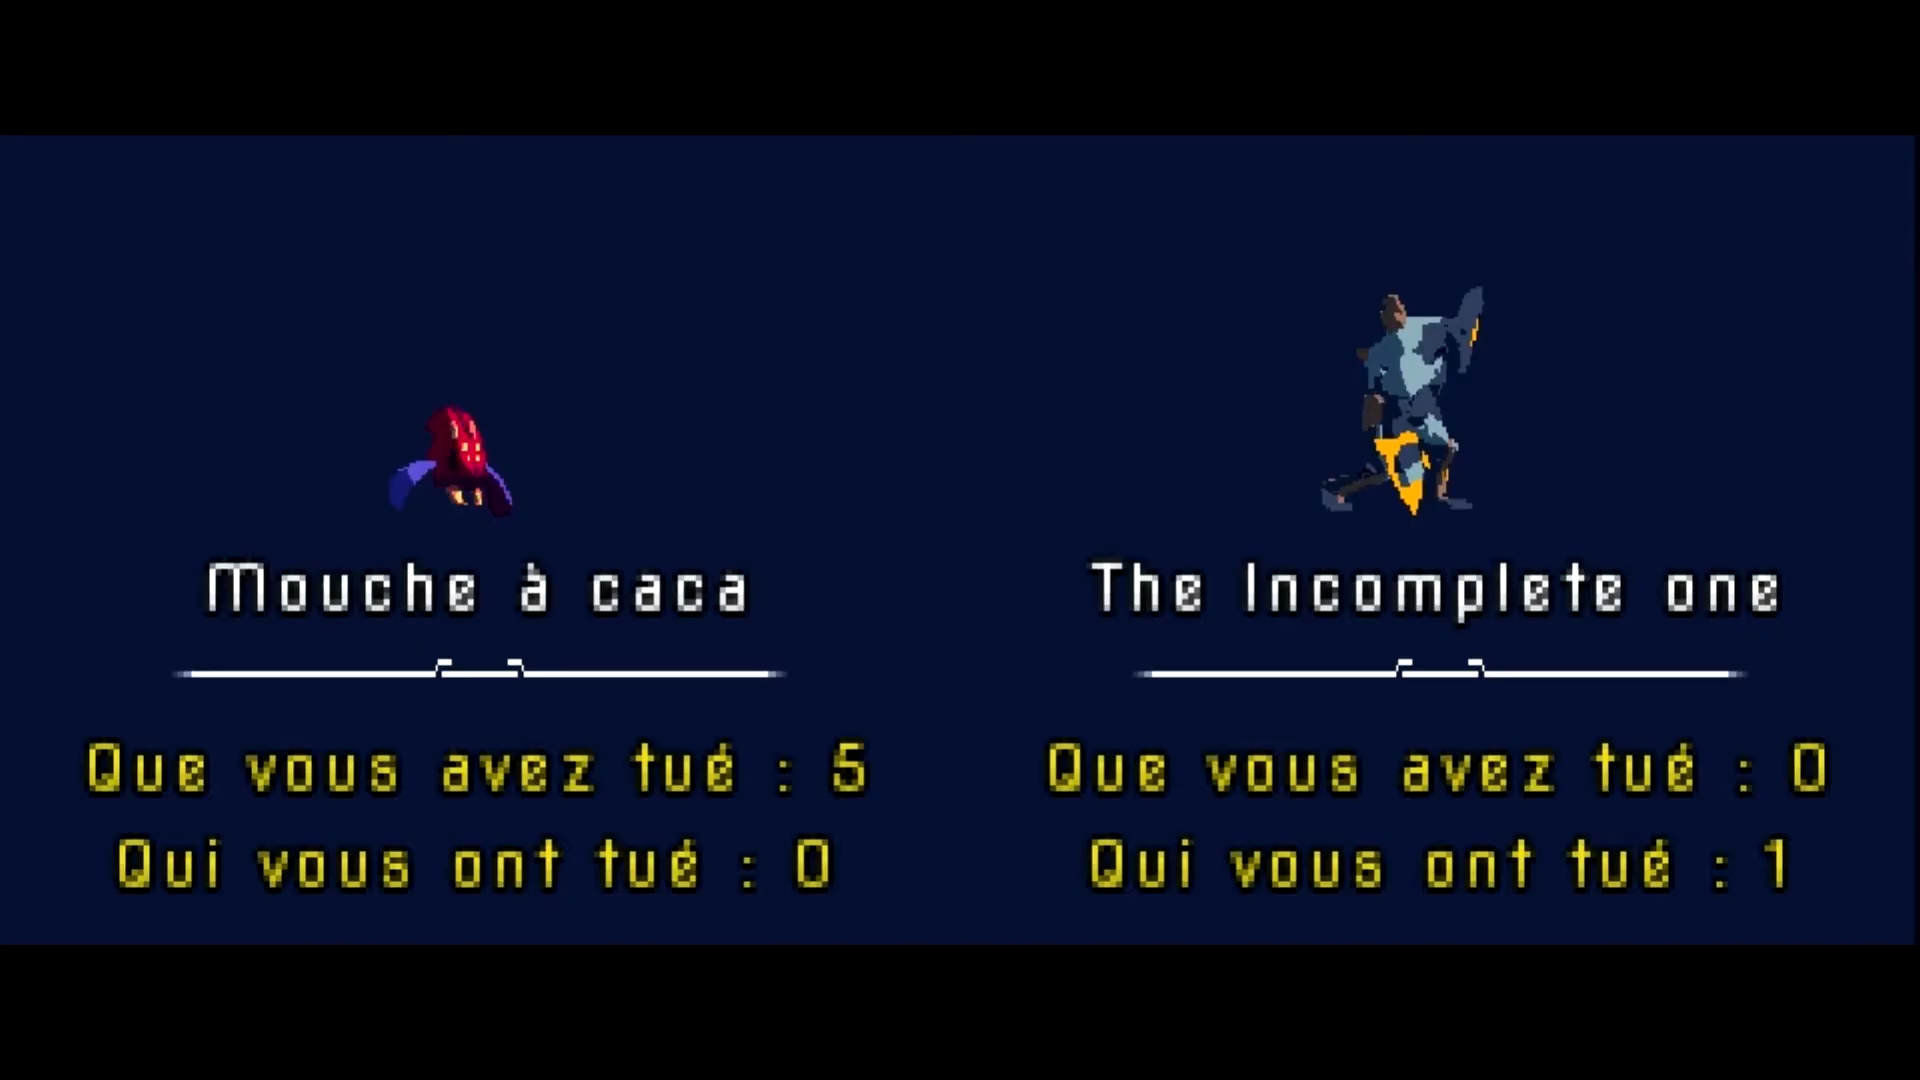 Mouche à caca
Que vous avez tué : 5
Qui vous ont tué : 0
The Incomplete one
Que vous avez tué : 0
Qui vous ont tué : 1